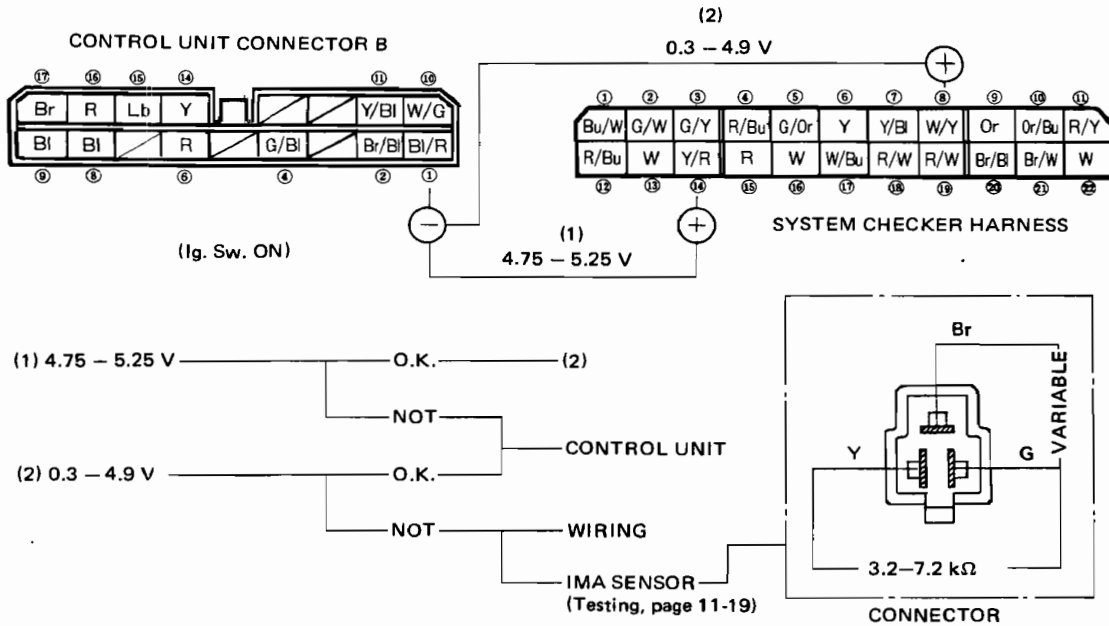 (2)
0.3 – 4.9 V
CONTROL UNIT CONNECTOR B
⑰ ⑯ ⑮ ⑭ ⑪ ⑩
Br R Lb Y Y/Bl W/G
Bl Bl R G/Bl Br/Bl Bl/R
⑨ ⑧ ⑥ ④ ② ①
+
① ② ③ ④ ⑤ ⑥ ⑦ ⑧ ⑨ ⑩ ⑪
Bu/W G/W G/Y R/Bu G/Or Y Y/Bl W/Y Or Or/Bu R/Y
R/Bu W Y/R R W W/Bu R/W R/W Br/Bl Br/W W
⑫ ⑬ ⑭ ⑮ ⑯ ⑰ ⑱ ⑲ ⑳ ㉑ ㉒
– +
SYSTEM CHECKER HARNESS
(Ig. Sw. ON)
(1)
4.75 – 5.25 V
(1) 4.75 – 5.25 V O.K. (2)
NOT
CONTROL UNIT
(2) 0.3 – 4.9 V O.K.
NOT WIRING
IMA SENSOR
(Testing, page 11-19)
Br
VARIABLE
Y G
3.2–7.2 kΩ
CONNECTOR